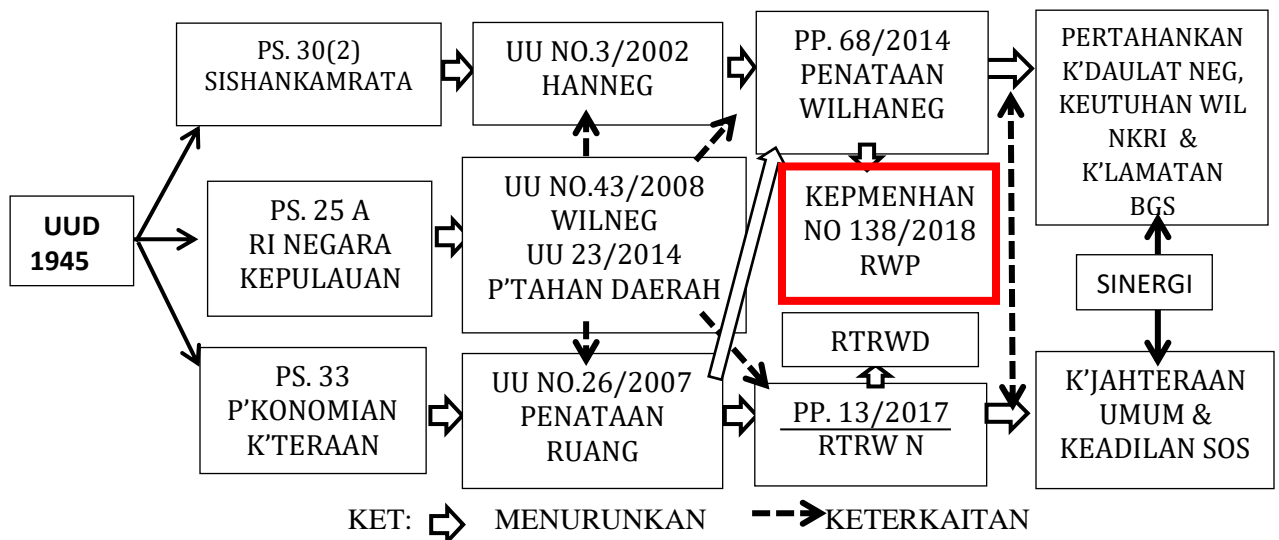 UUD
1945
PS. 30(2)
SISHANKAMRATA
PS. 25 A
RI NEGARA
KEPULAUAN
PS. 33
P'KONOMIAN
K'TERAAN
UU NO.3/2002
HANNEG
UU NO.43/2008
WILNEG
UU 23/2014
P'TAHAN DAERAH
UU NO.26/2007
PENATAAN
RUANG
PP. 68/2014
PENATAAN
WILHANEG
KEPMENHAN
NO 138/2018
RWP
RTRWD
PP. 13/2017
RTRW N
PERTAHANKAN
K'DAULAT NEG,
KEUTUHAN WIL
NKRI &
K'LAMATAN
BGS
SINERGI
K'JAHTERAAN
UMUM &
KEADILAN SOS
KET: MENURUNKAN KETERKAITAN